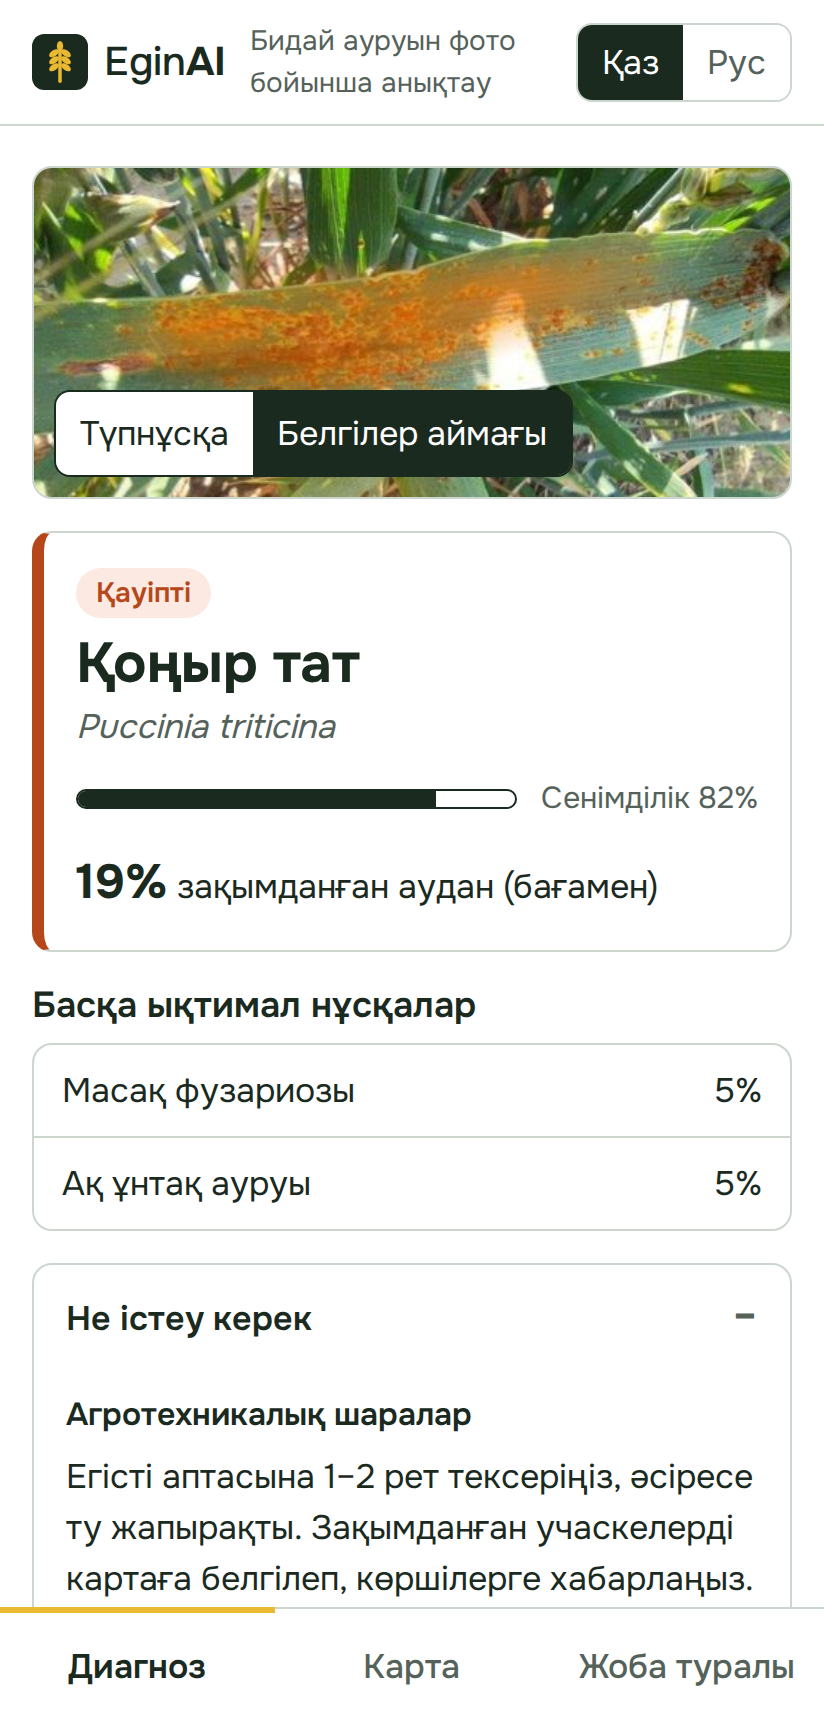 EginAI
Бидай ауруын фото
бойынша анықтау
Қаз
Рус
Түпнұсқа
Белгілер аймағы
Қауіпті
Қоңыр тат
Puccinia triticina
Сенімділік 82%
19% зақымданған аудан (бағамен)
Басқа ықтимал нұсқалар
Масақ фузариозы 5%
Ақ ұнтақ ауруы 5%
Не істеу керек –
Агротехникалық шаралар
Егісті аптасына 1–2 рет тексеріңіз, әсіресе
ту жапырақты. Зақымданған учаскелерді
картаға белгілеп, көршілерге хабарлаңыз.
Диагноз
Карта
Жоба туралы